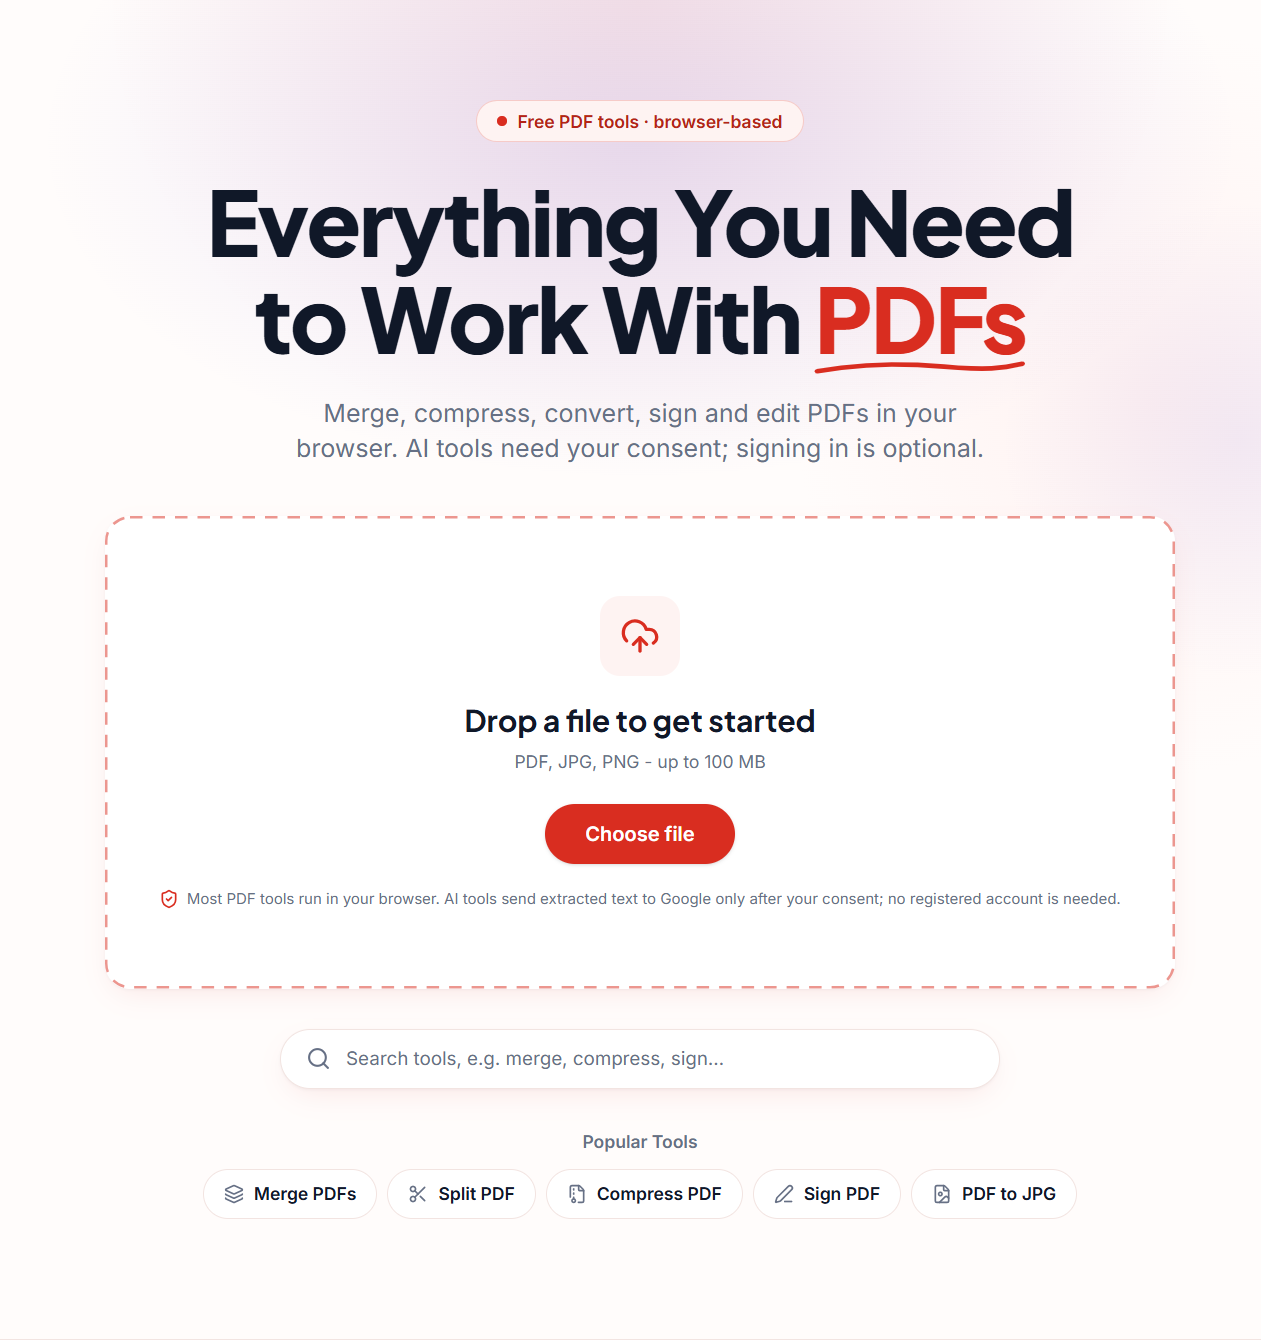 Free PDF tools · browser-based
Everything You Need
to Work With PDFs
Merge, compress, convert, sign and edit PDFs in your
browser. AI tools need your consent; signing in is optional.
Drop a file to get started
PDF, JPG, PNG - up to 100 MB
Choose file
Most PDF tools run in your browser. AI tools send extracted text to Google only after your consent; no registered account is needed.
Search tools, e.g. merge, compress, sign...
Popular Tools
Merge PDFs
Split PDF
Compress PDF
Sign PDF
PDF to JPG